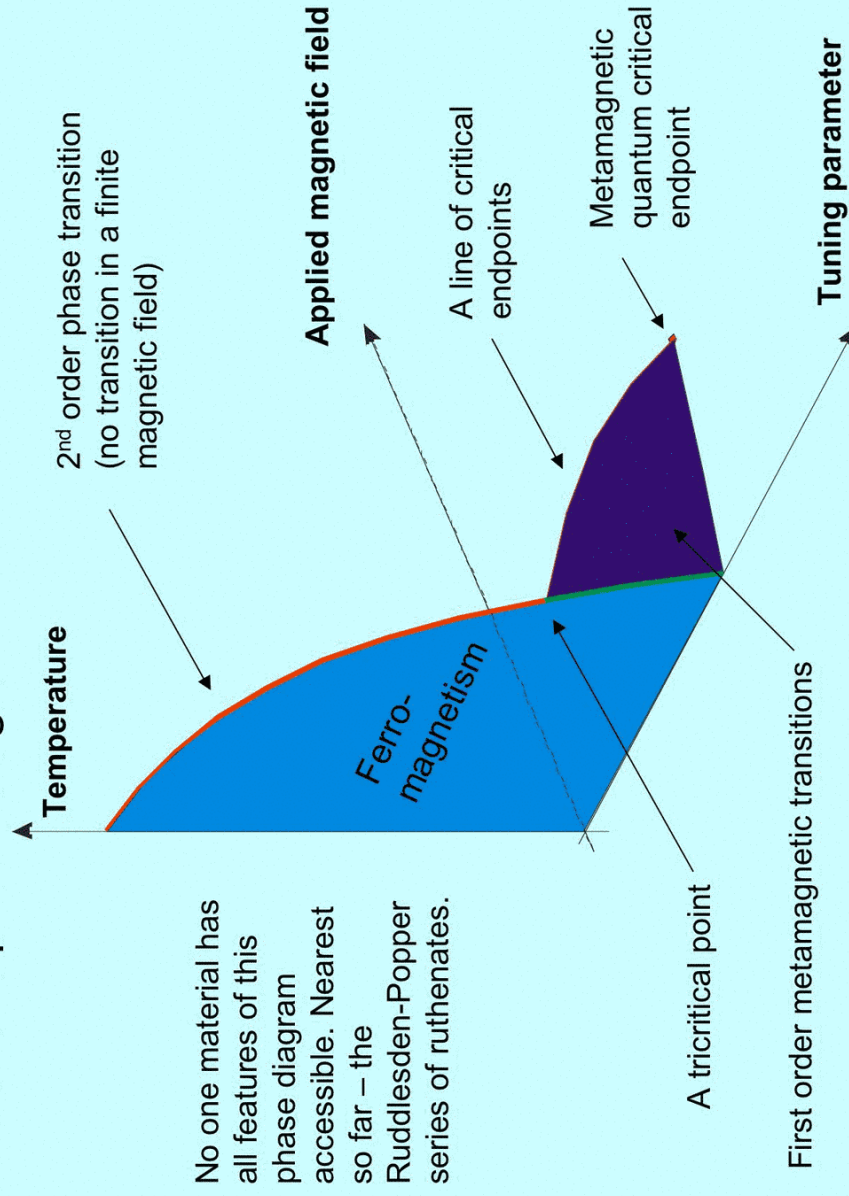 Temperature
2nd order phase transition
(no transition in a finite
magnetic field)
Applied magnetic field
No one material has
all features of this
phase diagram
accessible. Nearest
so far – the
Ruddlesden-Popper
series of ruthenates.
Ferro-
magnetism
A line of critical
endpoints
Metamagnetic
quantum critical
endpoint
A tricritical point
First order metamagnetic transitions
Tuning parameter